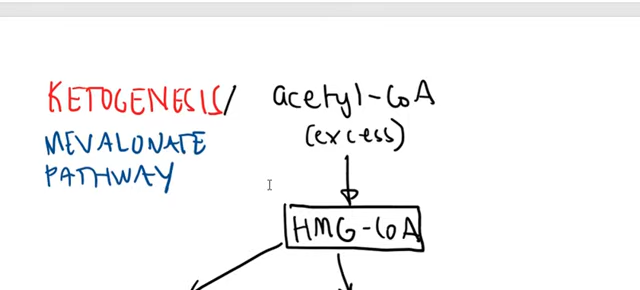 KETOGENESIS/
MEVALONATE
PATHWAY
acetyl-CoA
(excess)
HMG-CoA